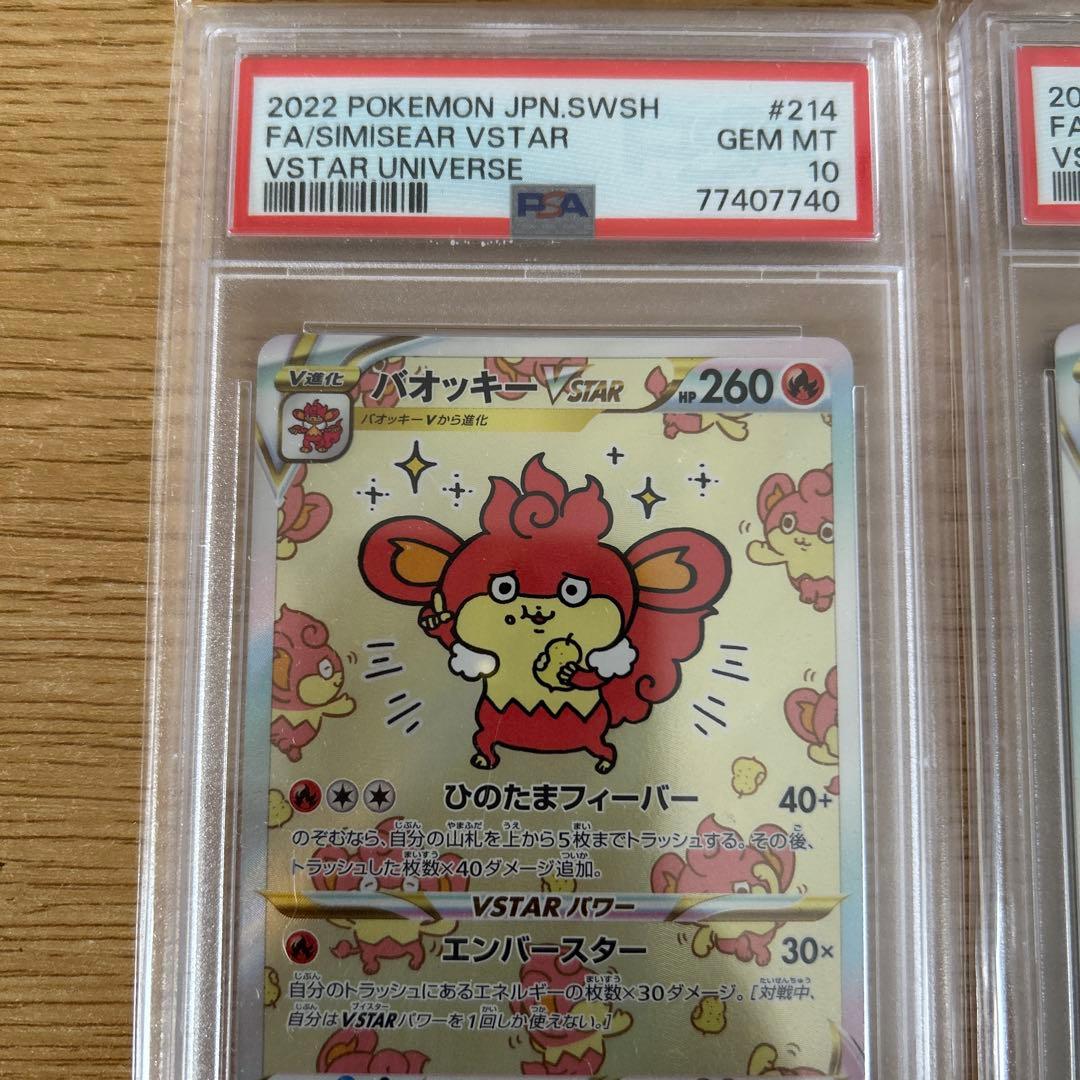 2022 POKEMON JPN.SWSH #214
FA/SIMISEAR VSTAR GEM MT
VSTAR UNIVERSE 10
PSA 77407740
20
FA
VS
V進化 バオッキーVSTAR HP260
バオッキーVから進化
ひのたまフィーバー 40+
のぞむなら、自分の山札を上から5枚までトラッシュする。その後、
トラッシュした枚数×40ダメージ追加。
VSTARパワー
エンバースター 30×
自分のトラッシュにあるエネルギーの枚数×30ダメージ。[対戦中、
自分はVSTARパワーを1回しか使えない。]